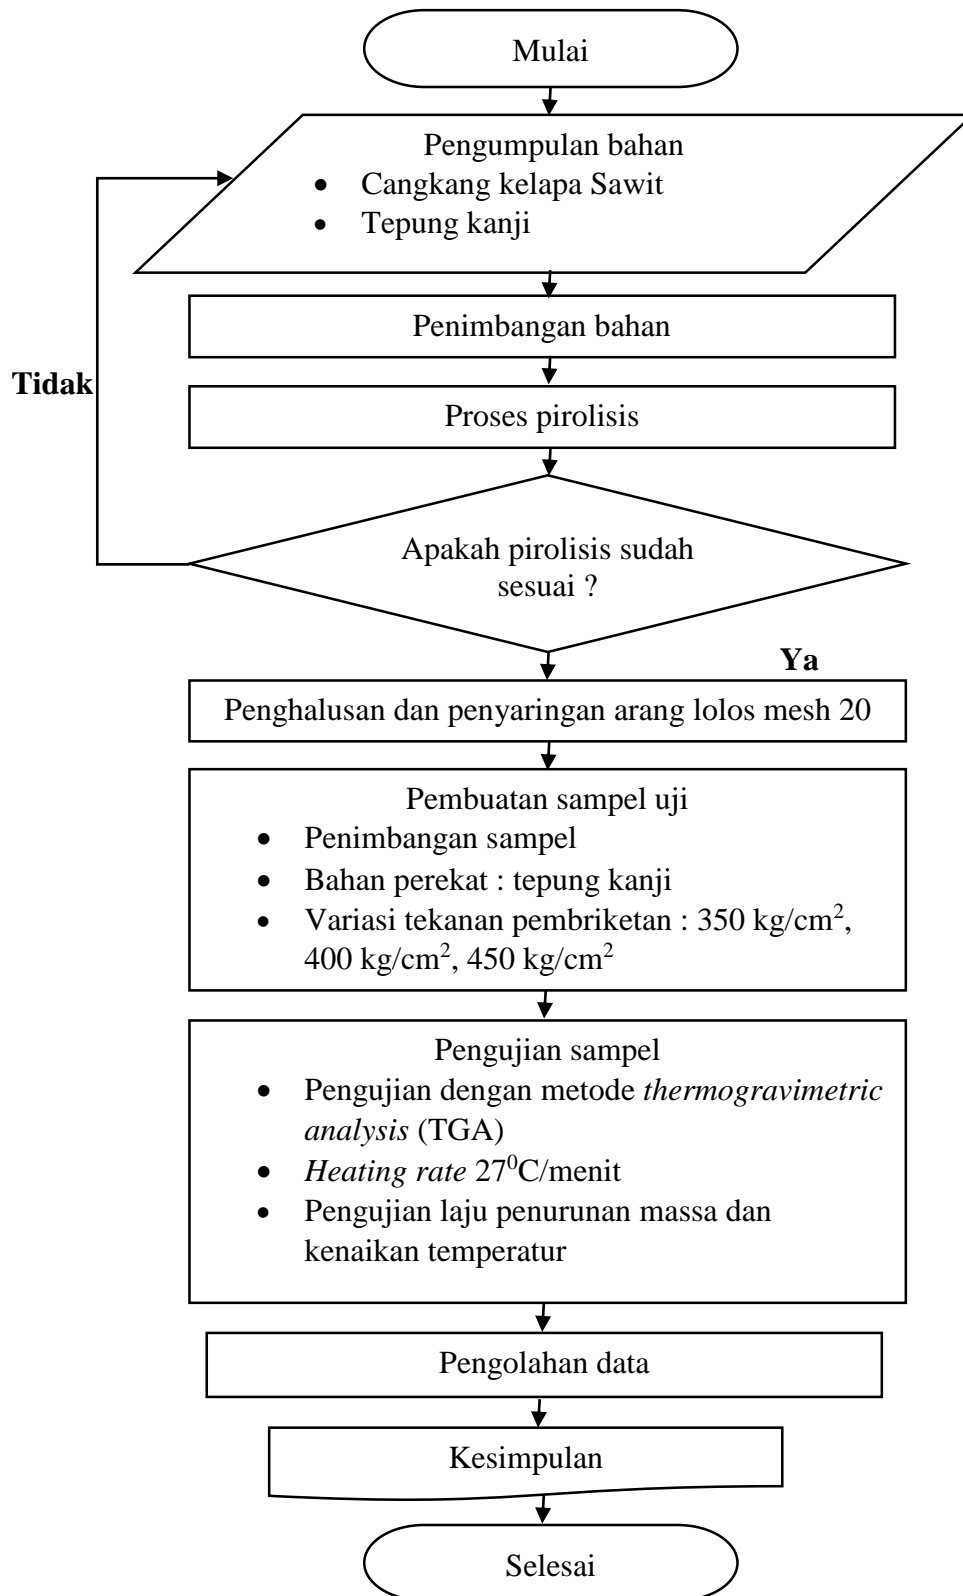 Mulai
Pengumpulan bahan
• Cangkang kelapa Sawit
• Tepung kanji
Penimbangan bahan
Tidak
Proses pirolisis
Apakah pirolisis sudah
sesuai ?
Ya
Penghalusan dan penyaringan arang lolos mesh 20
Pembuatan sampel uji
• Penimbangan sampel
• Bahan perekat : tepung kanji
• Variasi tekanan pembriketan : 350 kg/cm²,
400 kg/cm², 450 kg/cm²
Pengujian sampel
• Pengujian dengan metode thermogravimetric
analysis (TGA)
• Heating rate 27⁰C/menit
• Pengujian laju penurunan massa dan
kenaikan temperatur
Pengolahan data
Kesimpulan
Selesai